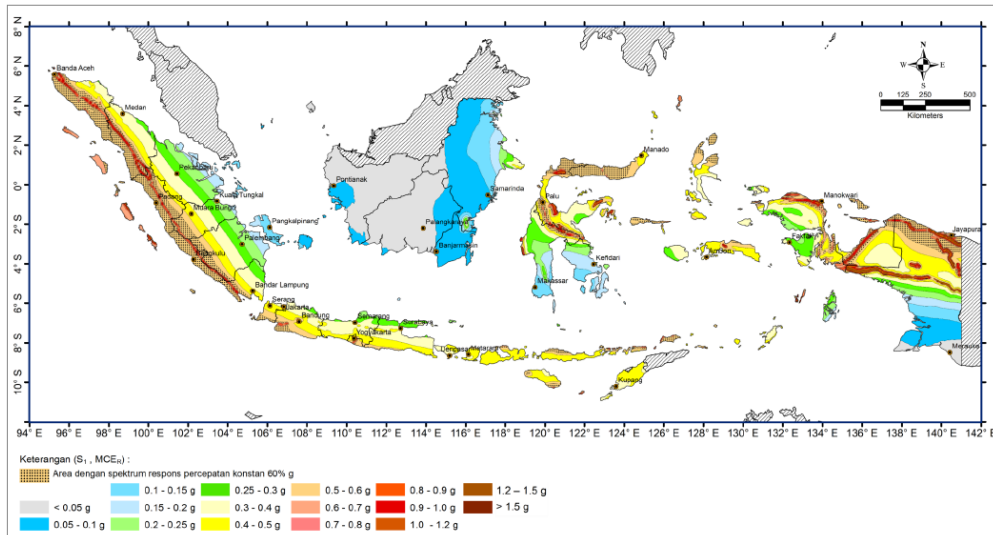 94° E 96° E 98° E 100° E 102° E 104° E 106° E 108° E 110° E 112° E 114° E 116° E 118° E 120° E 122° E 124° E 126° E 128° E 130° E 132° E 134° E 136° E 138° E 140° E 142° E
8° N
6° N
4° N
2° N
0°
2° S
4° S
6° S
8° S
10° S
N
W E
S
0 125 250 500
Kilometers
Banda Aceh
Medan
Pekanbaru
Kuala Tungkal
Padang
Muara Bungo
Pangkalpinang
Palembang
Bengkulu
Bandar Lampung
Serang
Jakarta
Bandung
Semarang
Yogyakarta
Surabaya
Denpasar
Mataram
Kupang
Pontianak
Palangkaraya
Banjarmasin
Samarinda
Manado
Palu
Kendari
Makassar
Ambon
Manokwari
Fakfak
Jayapura
Merauke
Keterangan (S1 , MCER) :
Area dengan spektrum respons percepatan konstan 60% g
0.1 - 0.15 g 0.25 - 0.3 g 0.5 - 0.6 g 0.8 - 0.9 g 1.2 – 1.5 g
< 0.05 g 0.15 - 0.2 g 0.3 - 0.4 g 0.6 - 0.7 g 0.9 - 1.0 g > 1.5 g
0.05 - 0.1 g 0.2 - 0.25 g 0.4 - 0.5 g 0.7 - 0.8 g 1.0 - 1.2 g